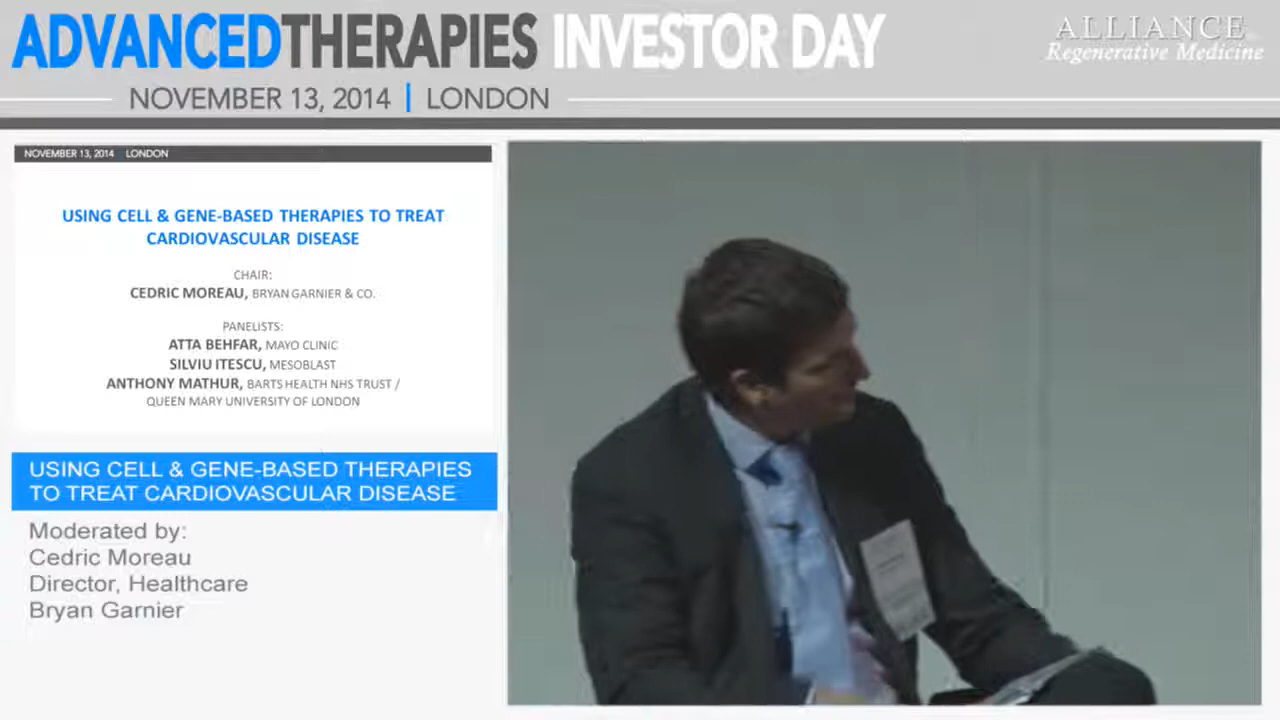 ADVANCEDTHERAPIES INVESTOR DAY
NOVEMBER 13, 2014 | LONDON
ALLIANCE
Regenerative Medicine
NOVEMBER 13, 2014 | LONDON
USING CELL & GENE-BASED THERAPIES TO TREAT
CARDIOVASCULAR DISEASE
CHAIR:
CEDRIC MOREAU, BRYAN GARNIER & CO.
PANELISTS:
ATTA BEHFAR, MAYO CLINIC
SILVIU ITESCU, MESOBLAST
ANTHONY MATHUR, BARTS HEALTH NHS TRUST /
QUEEN MARY UNIVERSITY OF LONDON
USING CELL & GENE-BASED THERAPIES
TO TREAT CARDIOVASCULAR DISEASE
Moderated by:
Cedric Moreau
Director, Healthcare
Bryan Garnier